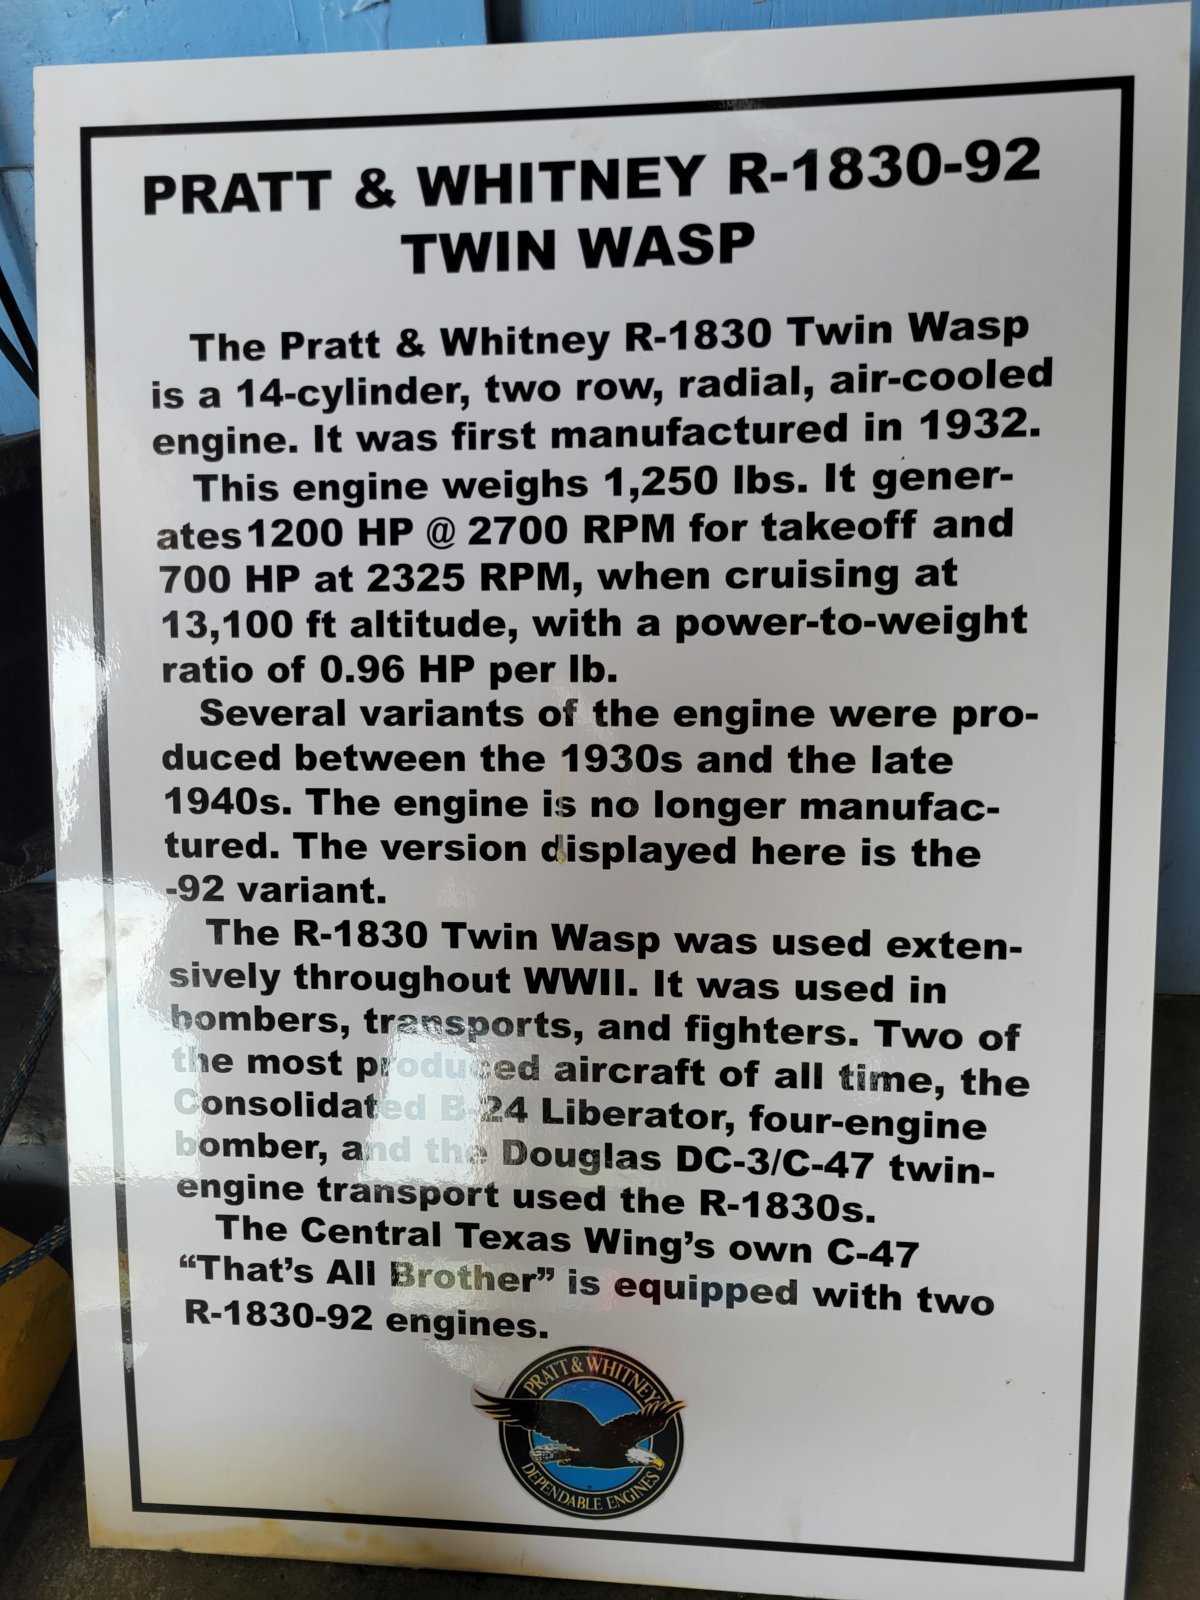 PRATT & WHITNEY R-1830-92
TWIN WASP
The Pratt & Whitney R-1830 Twin Wasp
is a 14-cylinder, two row, radial, air-cooled
engine. It was first manufactured in 1932.
This engine weighs 1,250 lbs. It gener-
ates1200 HP @ 2700 RPM for takeoff and
700 HP at 2325 RPM, when cruising at
13,100 ft altitude, with a power-to-weight
ratio of 0.96 HP per lb.
Several variants of the engine were pro-
duced between the 1930s and the late
1940s. The engine is no longer manufac-
tured. The version displayed here is the
-92 variant.
The R-1830 Twin Wasp was used exten-
sively throughout WWII. It was used in
bombers, transports, and fighters. Two of
the most produced aircraft of all time, the
Consolidated B-24 Liberator, four-engine
bomber, and the Douglas DC-3/C-47 twin-
engine transport used the R-1830s.
The Central Texas Wing’s own C-47
“That’s All Brother” is equipped with two
R-1830-92 engines.
PRATT & WHITNEY
DEPENDABLE ENGINES